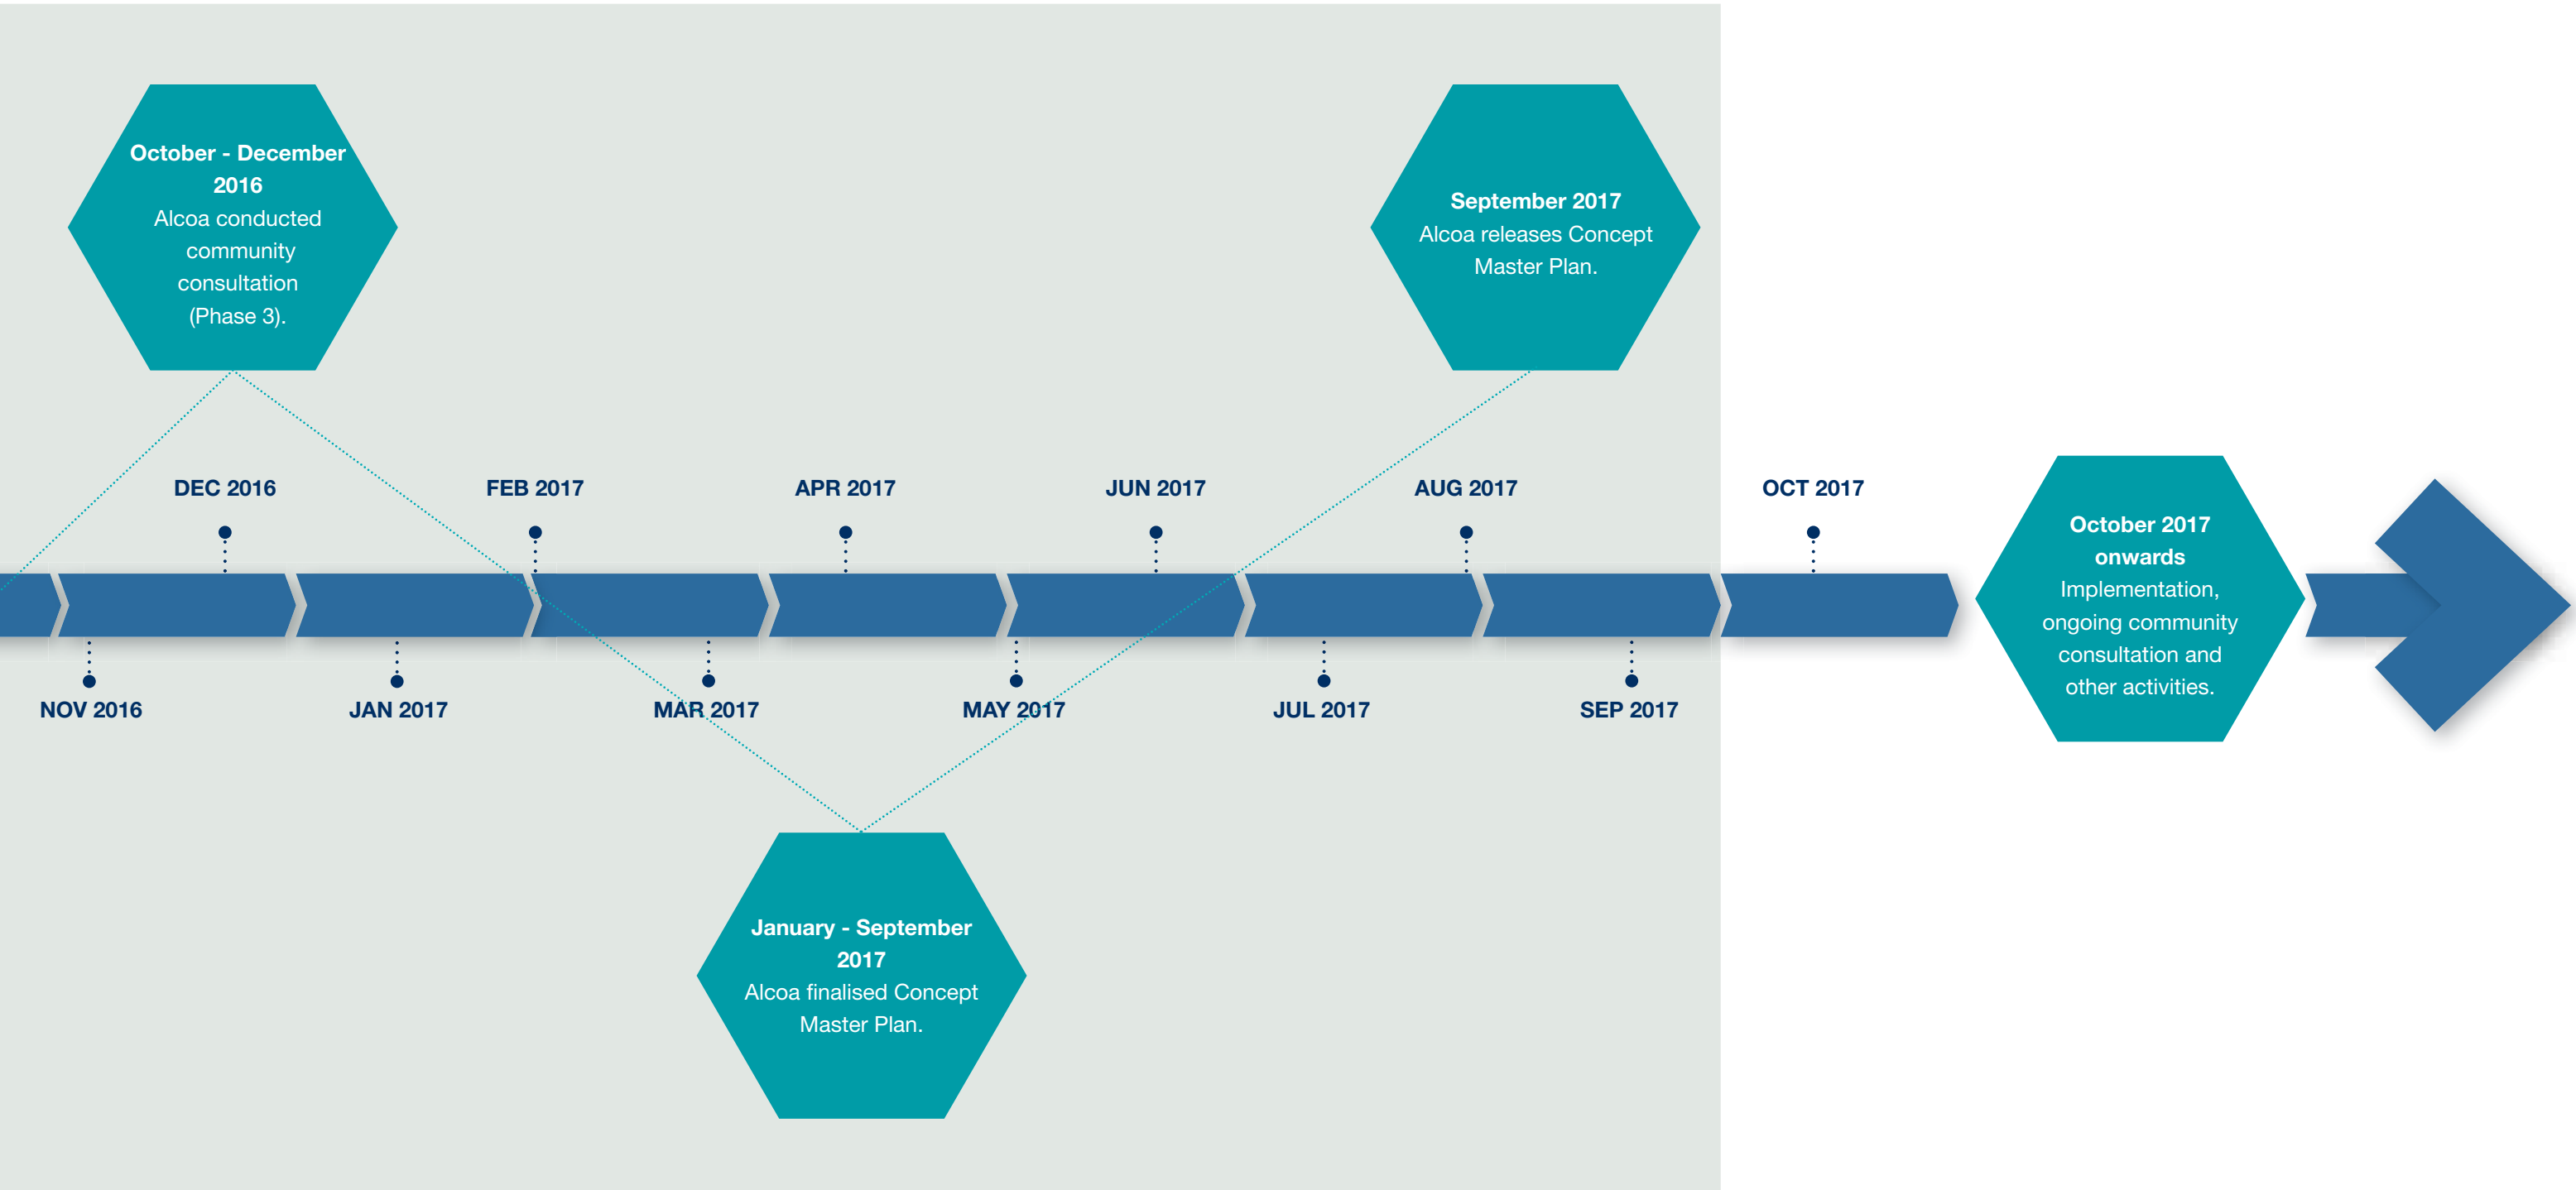 October - December
2016
Alcoa conducted
community
consultation
(Phase 3).
September 2017
Alcoa releases Concept
Master Plan.
DEC 2016
FEB 2017
APR 2017
JUN 2017
AUG 2017
OCT 2017
October 2017
onwards
Implementation,
ongoing community
consultation and
other activities.
NOV 2016
JAN 2017
MAR 2017
MAY 2017
JUL 2017
SEP 2017
January - September
2017
Alcoa finalised Concept
Master Plan.